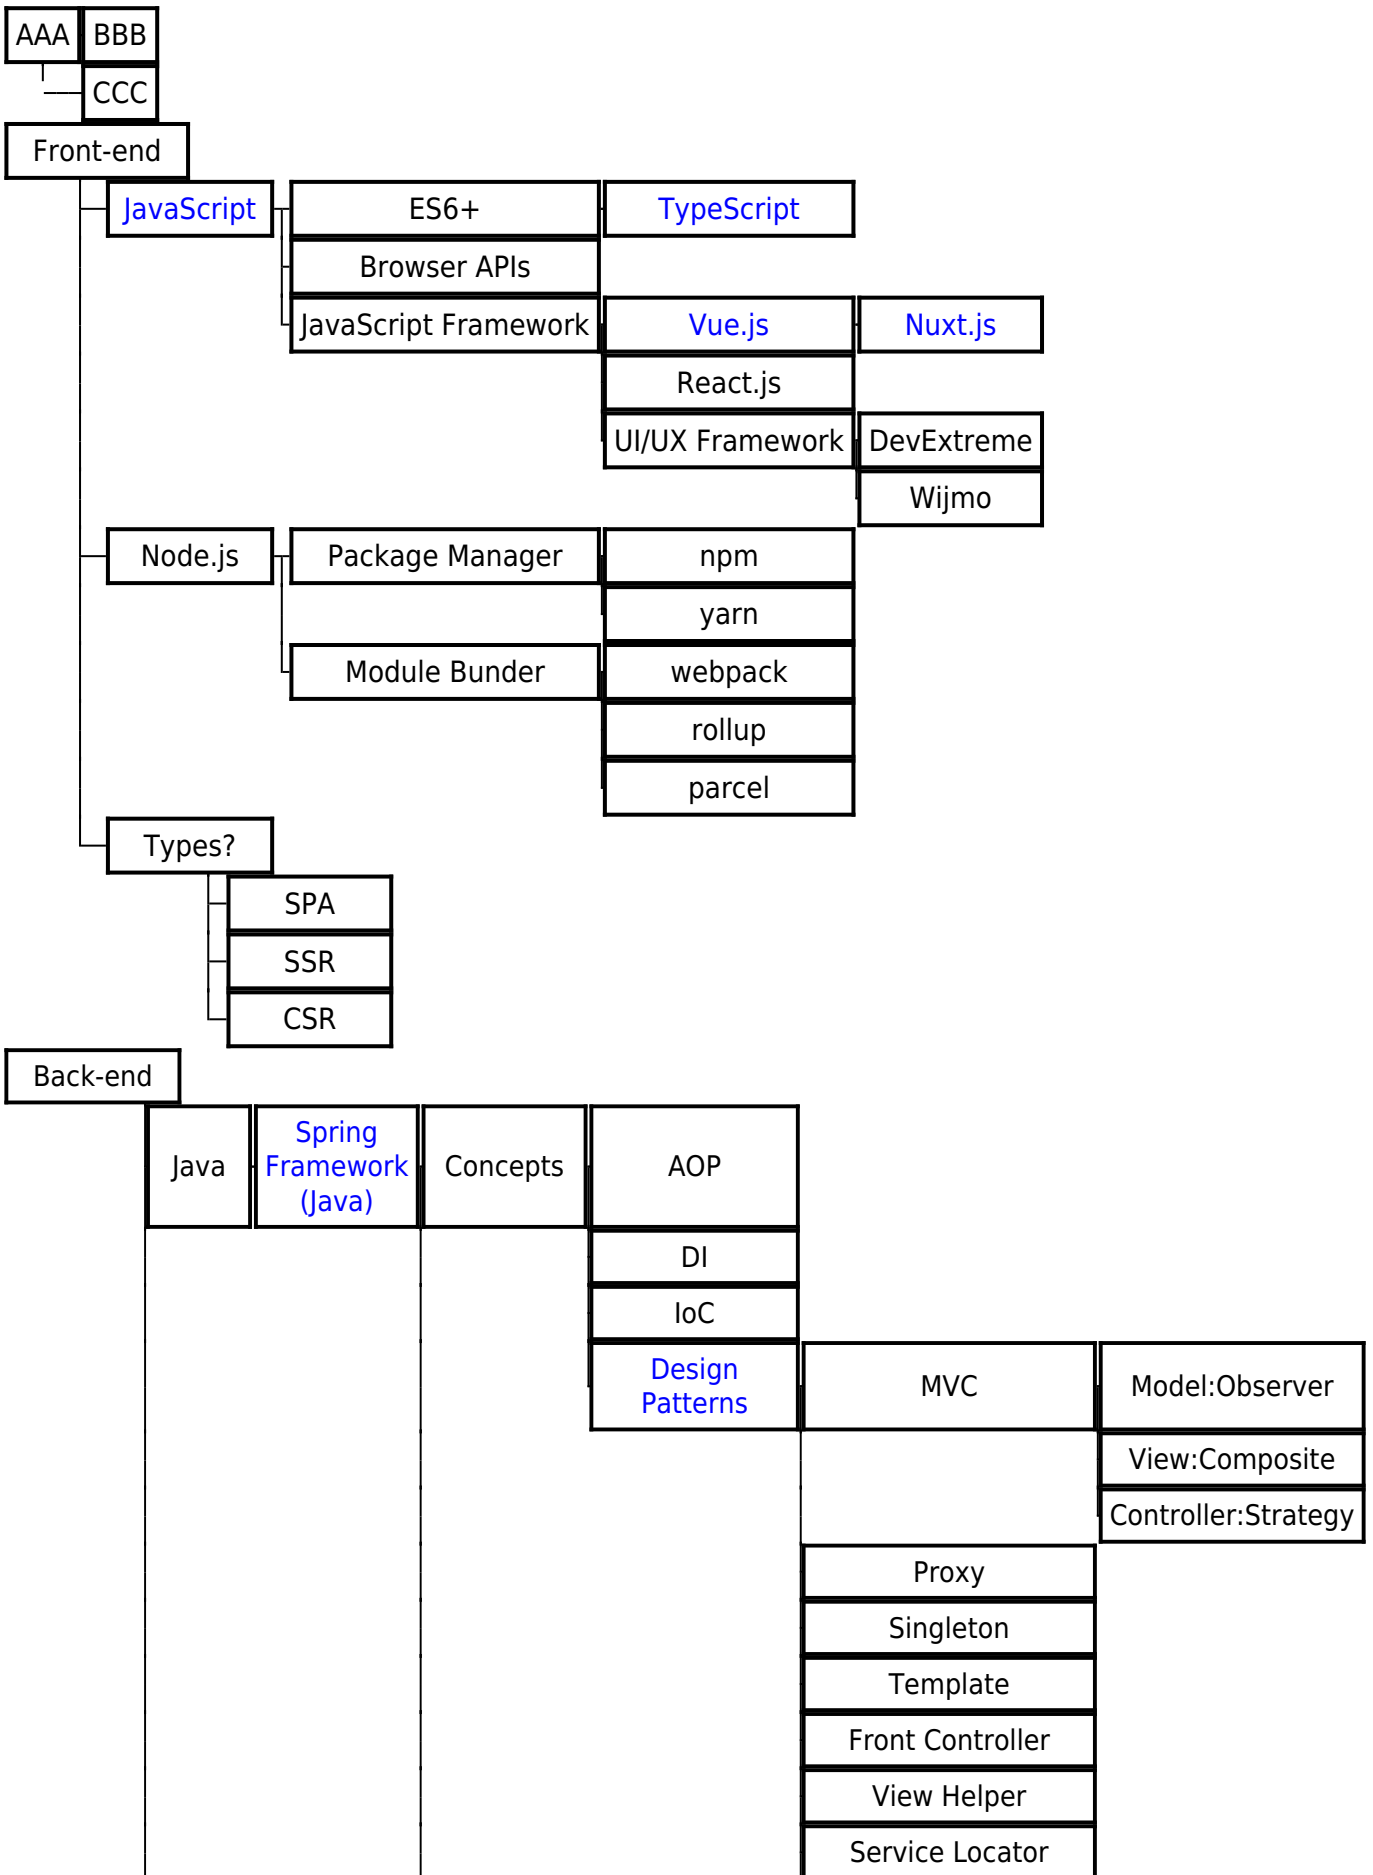 AAA BBB
CCC
Front-end
JavaScript ES6+ TypeScript
Browser APIs
JavaScript Framework Vue.js Nuxt.js
React.js
UI/UX Framework DevExtreme
Wijmo
Node.js Package Manager npm
yarn
Module Bunder webpack
rollup
parcel
Types?
SPA
SSR
CSR
Back-end
Java
Spring
Framework
(Java)
Concepts AOP
DI
IoC
Design
Patterns
MVC Model:Observer
View:Composite
Controller:Strategy
Proxy
Singleton
Template
Front Controller
View Helper
Service Locator